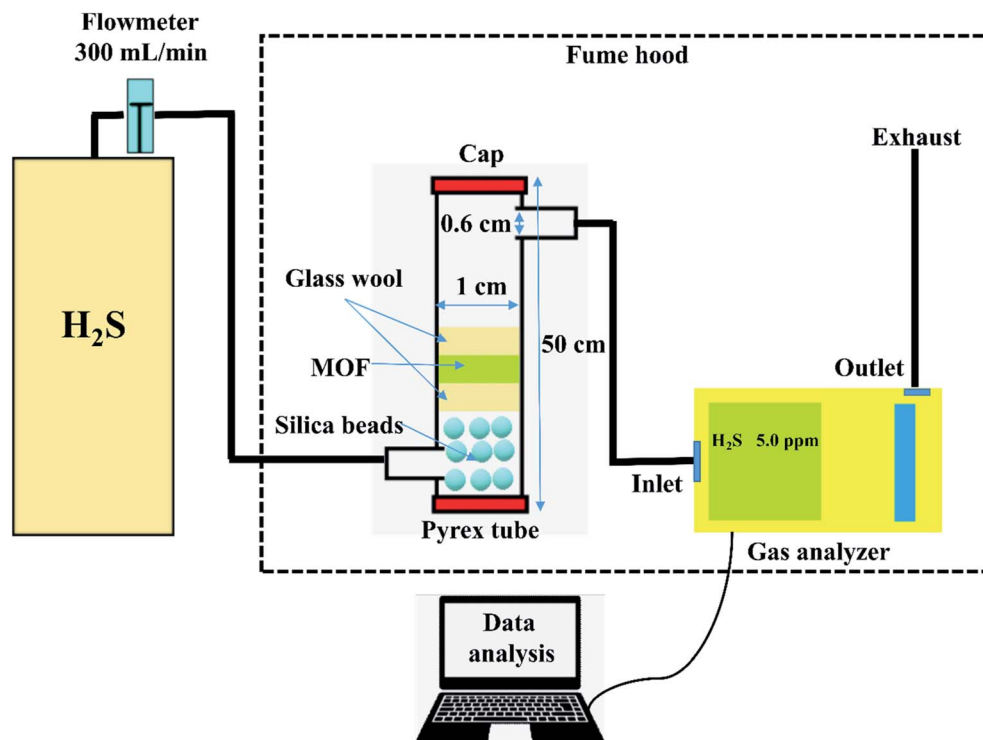 Flowmeter
300 mL/min
Fume hood
Exhaust
Cap
0.6 cm
Glass wool
1 cm
H₂S
50 cm
MOF
Outlet
Silica beads
H₂S 5.0 ppm
Inlet
Pyrex tube
Gas analyzer
Data
analysis